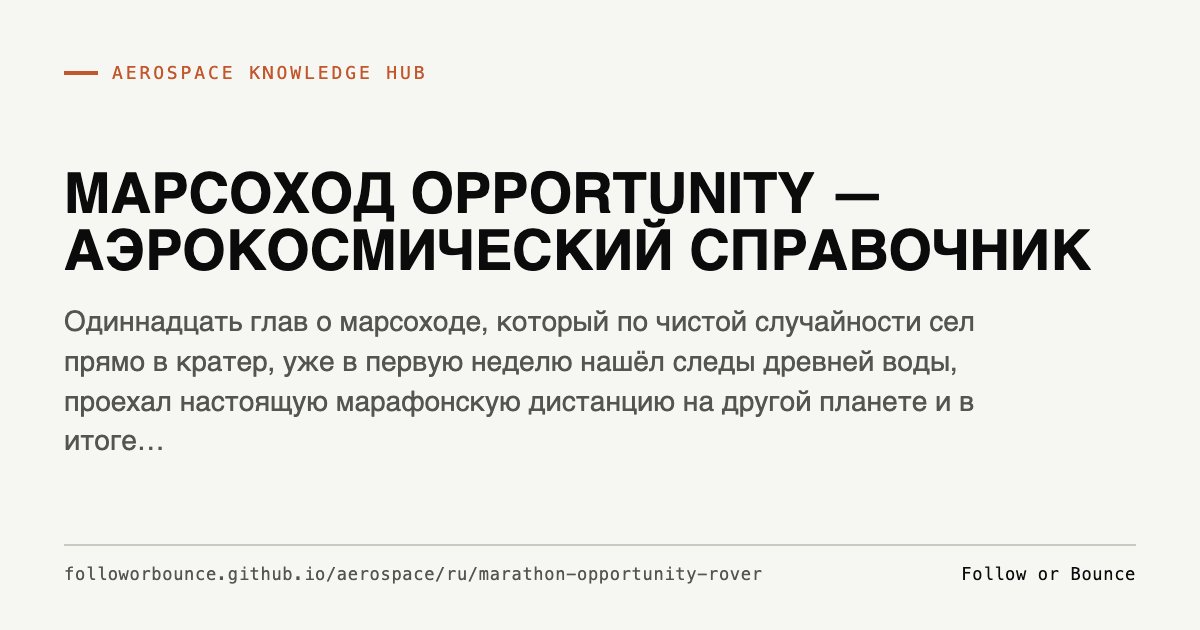 AEROSPACE KNOWLEDGE HUB
МАРСОХОД OPPORTUNITY —
АЭРОКОСМИЧЕСКИЙ СПРАВОЧНИК
Одиннадцать глав о марсоходе, который по чистой случайности сел
прямо в кратер, уже в первую неделю нашёл следы древней воды,
проехал настоящую марафонскую дистанцию на другой планете и в
итоге…
followorbounce.github.io/aerospace/ru/marathon-opportunity-rover
Follow or Bounce